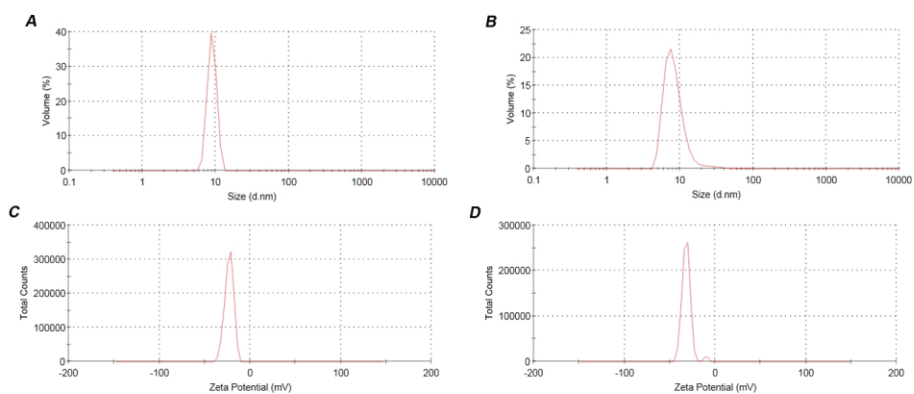 A
40
30
20
10
0
Volume (%)
0.1 1 10 100 1000 10000
Size (d.nm)
B
25
20
15
10
5
0
Volume (%)
0.1 1 10 100 1000 10000
Size (d.nm)
C
400000
300000
200000
100000
0
Total Counts
-200 -100 0 100 200
Zeta Potential (mV)
D
300000
200000
100000
0
Total Counts
-200 -100 0 100 200
Zeta Potential (mV)